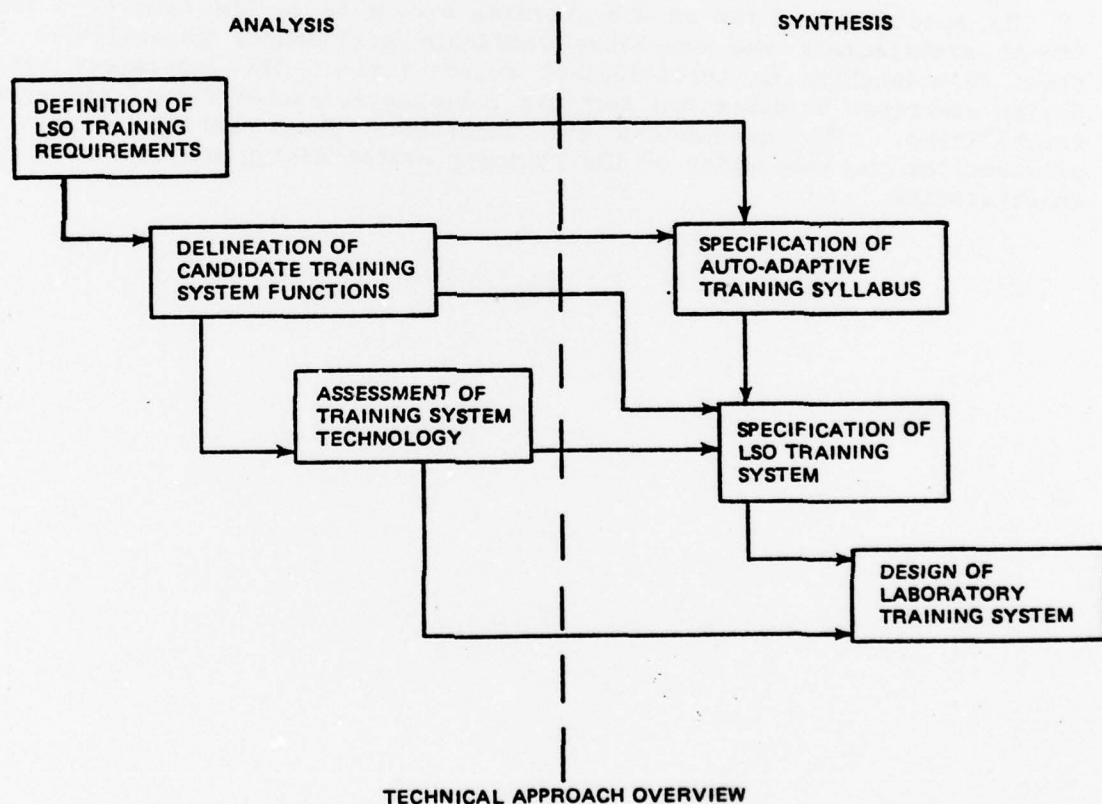 ANALYSIS
SYNTHESIS
DEFINITION OF
LSO TRAINING
REQUIREMENTS
DELINEATION OF
CANDIDATE TRAINING
SYSTEM FUNCTIONS
SPECIFICATION OF
AUTO-ADAPTIVE
TRAINING SYLLABUS
ASSESSMENT OF
TRAINING SYSTEM
TECHNOLOGY
SPECIFICATION OF
LSO TRAINING
SYSTEM
DESIGN OF
LABORATORY
TRAINING SYSTEM
TECHNICAL APPROACH OVERVIEW